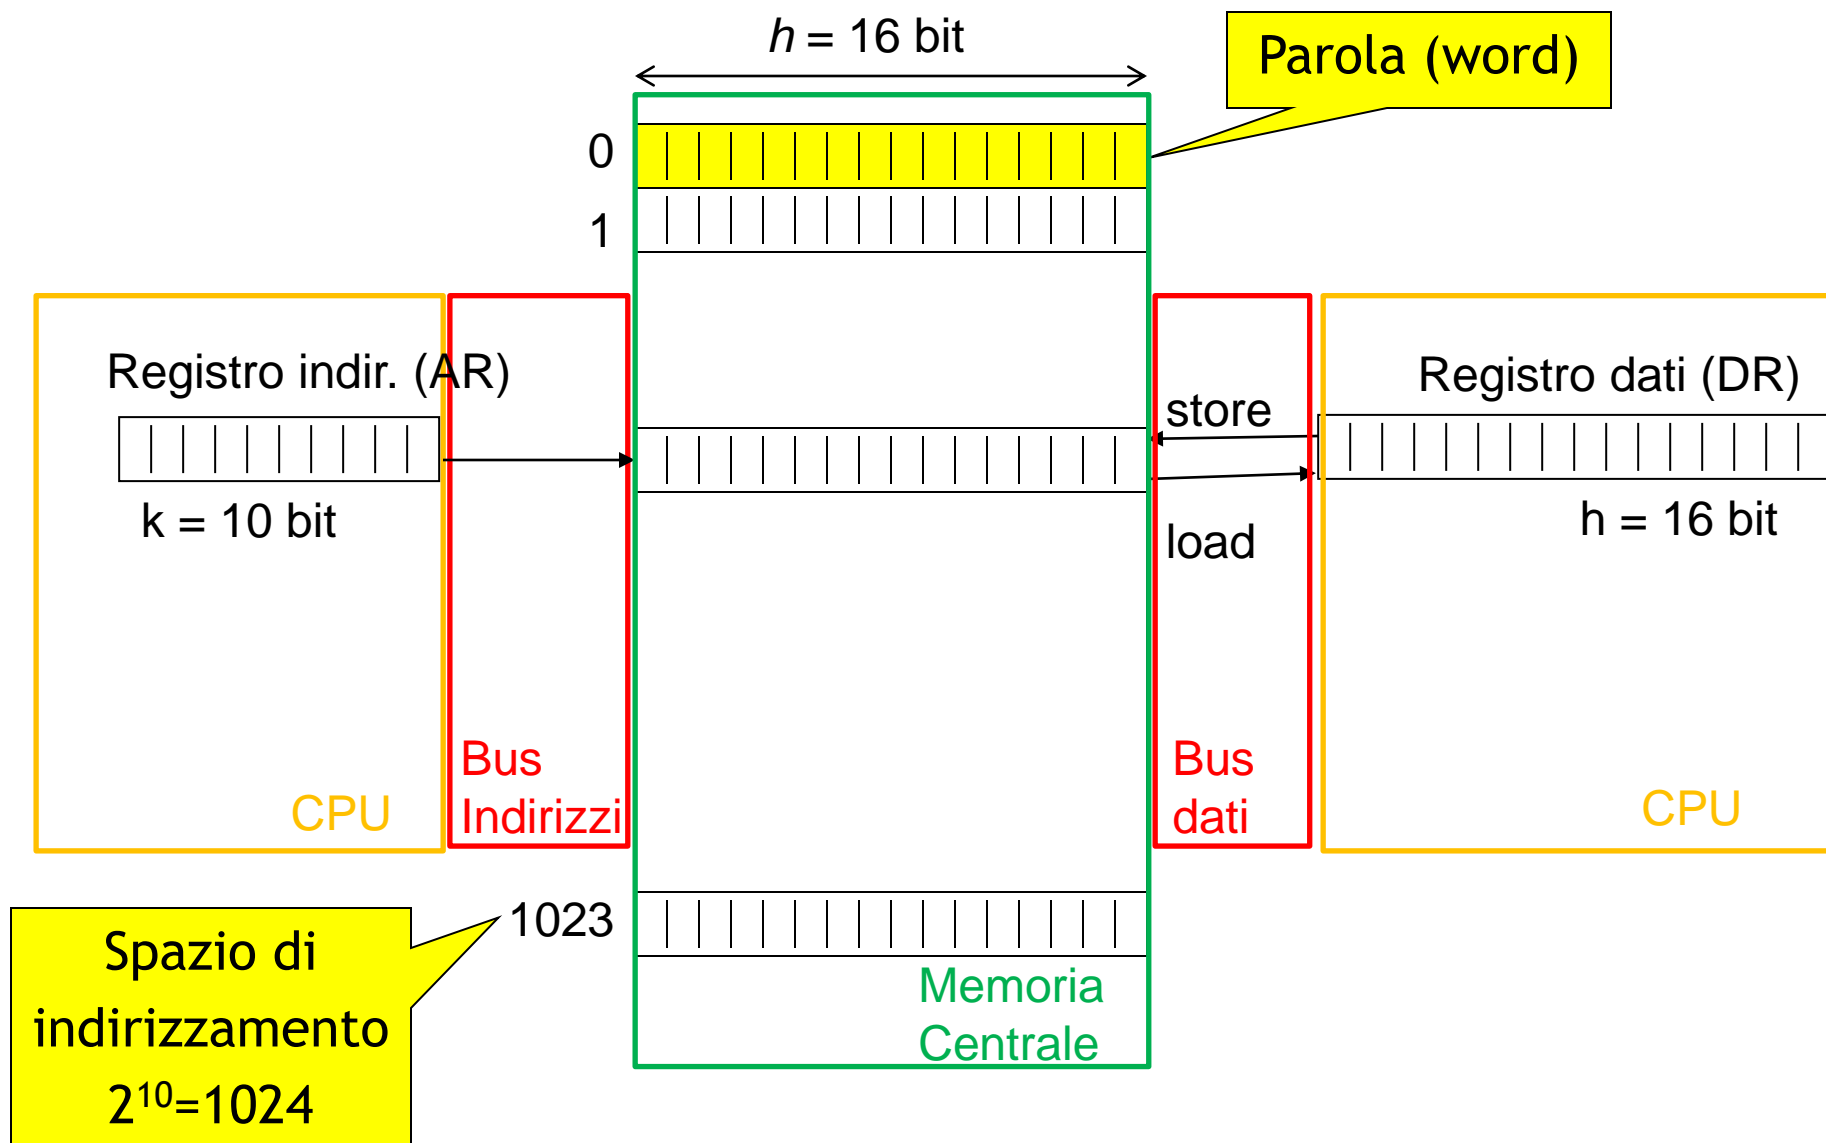 h = 16 bit
Parola (word)
0
1
Registro indir. (AR)
k = 10 bit
store
load
Registro dati (DR)
h = 16 bit
Bus
Indirizzi
CPU
Bus
dati
CPU
1023
Spazio di
indirizzamento
2¹⁰=1024
Memoria
Centrale